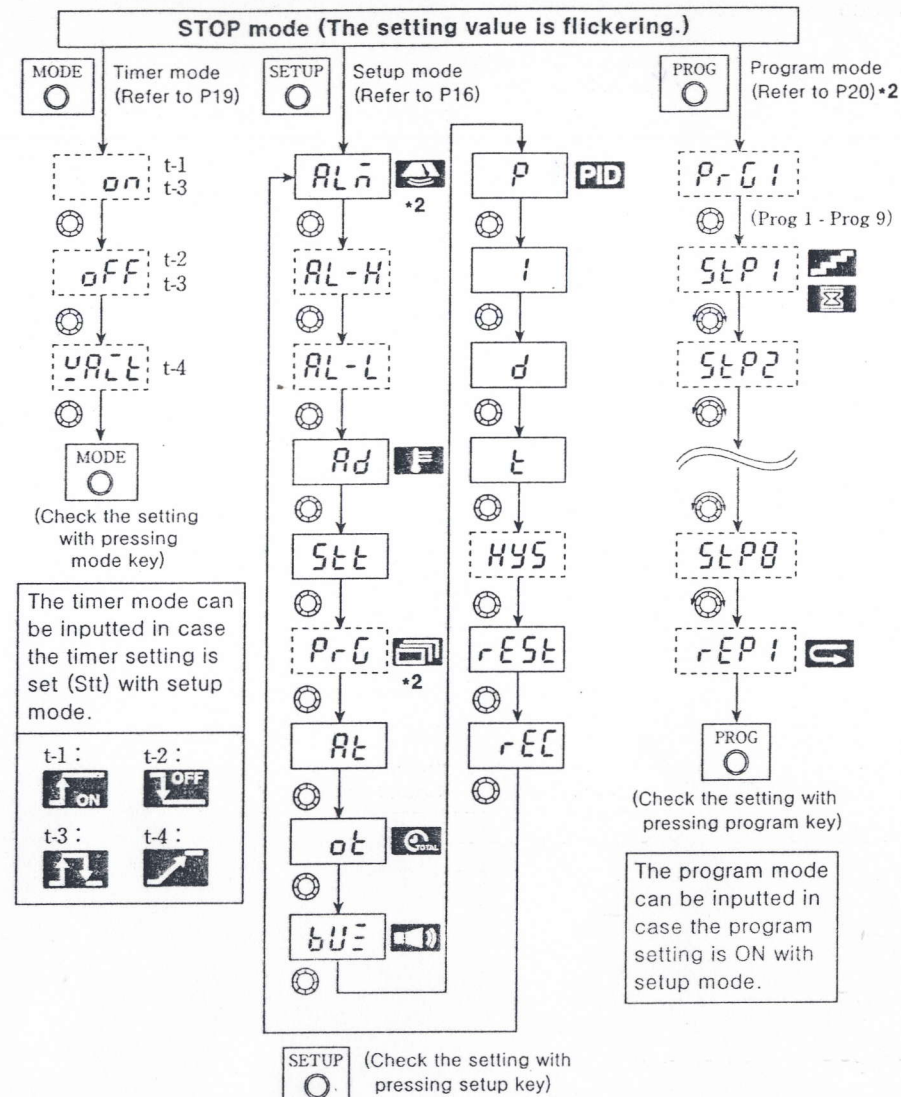 STOP mode (The setting value is flickering.)
MODE
Timer mode
(Refer to P19)
on
t-1
t-3
oFF
t-2
t-3
t-4
MODE
(Check the setting
with pressing
mode key)
The timer mode can
be inputted in case
the timer setting is
set (Stt) with setup
mode.
t-1 :
ON
t-2 :
OFF
t-3 :
t-4 :
SETUP
Setup mode
(Refer to P16)
ALm
*2
AL-H
AL-L
Ad
Stt
PrG
*2
At
ot
TOTAL
bUZ
P
PID
I
d
t
HYS
rESt
rEC
SETUP
(Check the setting with
pressing setup key)
PROG
Program mode
(Refer to P20)*2
PrG1
(Prog 1 - Prog 9)
StP1
StP2
StP8
rEP1
PROG
(Check the setting with
pressing program key)
The program mode
can be inputted in
case the program
setting is ON with
setup mode.